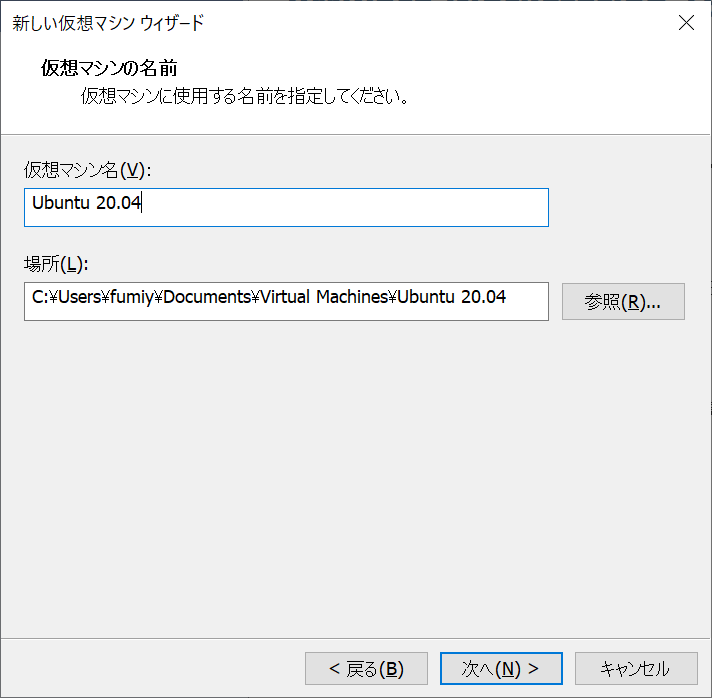 新しい仮想マシン ウィザード
仮想マシンの名前
仮想マシンに使用する名前を指定してください。
仮想マシン名(V):
Ubuntu 20.04
場所(L):
C:¥Users¥fumiy¥Documents¥Virtual Machines¥Ubuntu 20.04
参照(R)...
< 戻る(B)
次へ(N) >
キャンセル